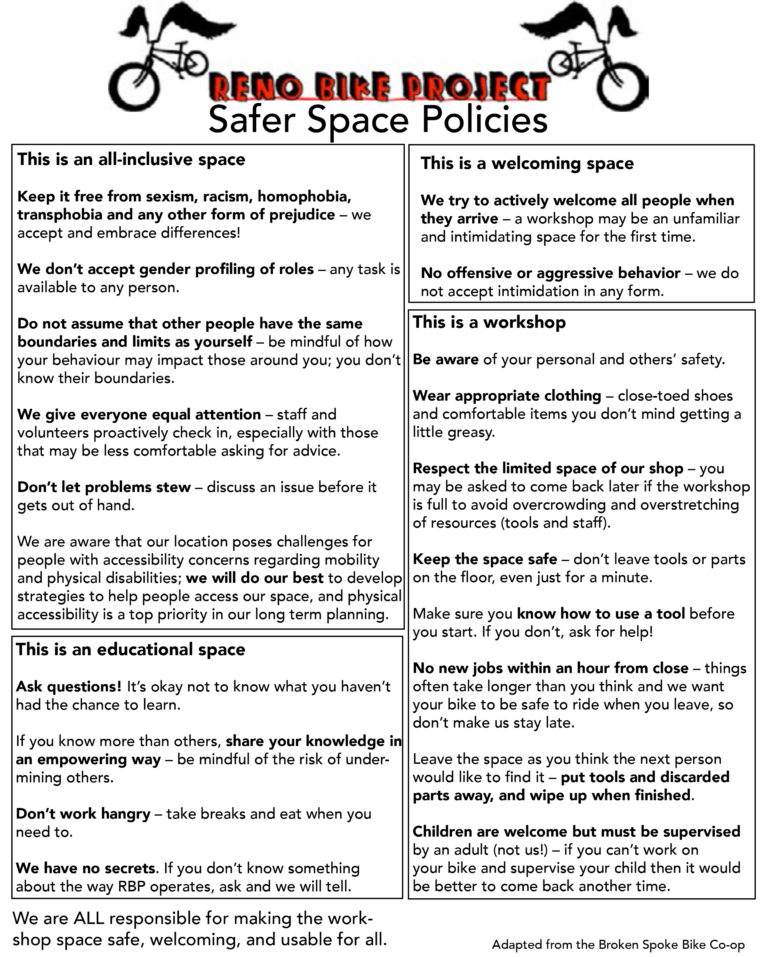 RENO BIKE PROJECT
Safer Space Policies
This is an all-inclusive space
Keep it free from sexism, racism, homophobia,
transphobia and any other form of prejudice – we
accept and embrace differences!
We don't accept gender profiling of roles – any task is
available to any person.
Do not assume that other people have the same
boundaries and limits as yourself – be mindful of how
your behaviour may impact those around you; you don't
know their boundaries.
We give everyone equal attention – staff and
volunteers proactively check in, especially with those
that may be less comfortable asking for advice.
Don't let problems stew – discuss an issue before it
gets out of hand.
We are aware that our location poses challenges for
people with accessibility concerns regarding mobility
and physical disabilities; we will do our best to develop
strategies to help people access our space, and physical
accessibility is a top priority in our long term planning.
This is an educational space
Ask questions! It's okay not to know what you haven't
had the chance to learn.
If you know more than others, share your knowledge in
an empowering way – be mindful of the risk of under-
mining others.
Don't work hangry – take breaks and eat when you
need to.
We have no secrets. If you don't know something
about the way RBP operates, ask and we will tell.
This is a welcoming space
We try to actively welcome all people when
they arrive – a workshop may be an unfamiliar
and intimidating space for the first time.
No offensive or aggressive behavior – we do
not accept intimidation in any form.
This is a workshop
Be aware of your personal and others' safety.
Wear appropriate clothing – close-toed shoes
and comfortable items you don't mind getting a
little greasy.
Respect the limited space of our shop – you
may be asked to come back later if the workshop
is full to avoid overcrowding and overstretching
of resources (tools and staff).
Keep the space safe – don't leave tools or parts
on the floor, even just for a minute.
Make sure you know how to use a tool before
you start. If you don't, ask for help!
No new jobs within an hour from close – things
often take longer than you think and we want
your bike to be safe to ride when you leave, so
don't make us stay late.
Leave the space as you think the next person
would like to find it – put tools and discarded
parts away, and wipe up when finished.
Children are welcome but must be supervised
by an adult (not us!) – if you can't work on
your bike and supervise your child then it would
be better to come back another time.
We are ALL responsible for making the work-
shop space safe, welcoming, and usable for all.
Adapted from the Broken Spoke Bike Co-op